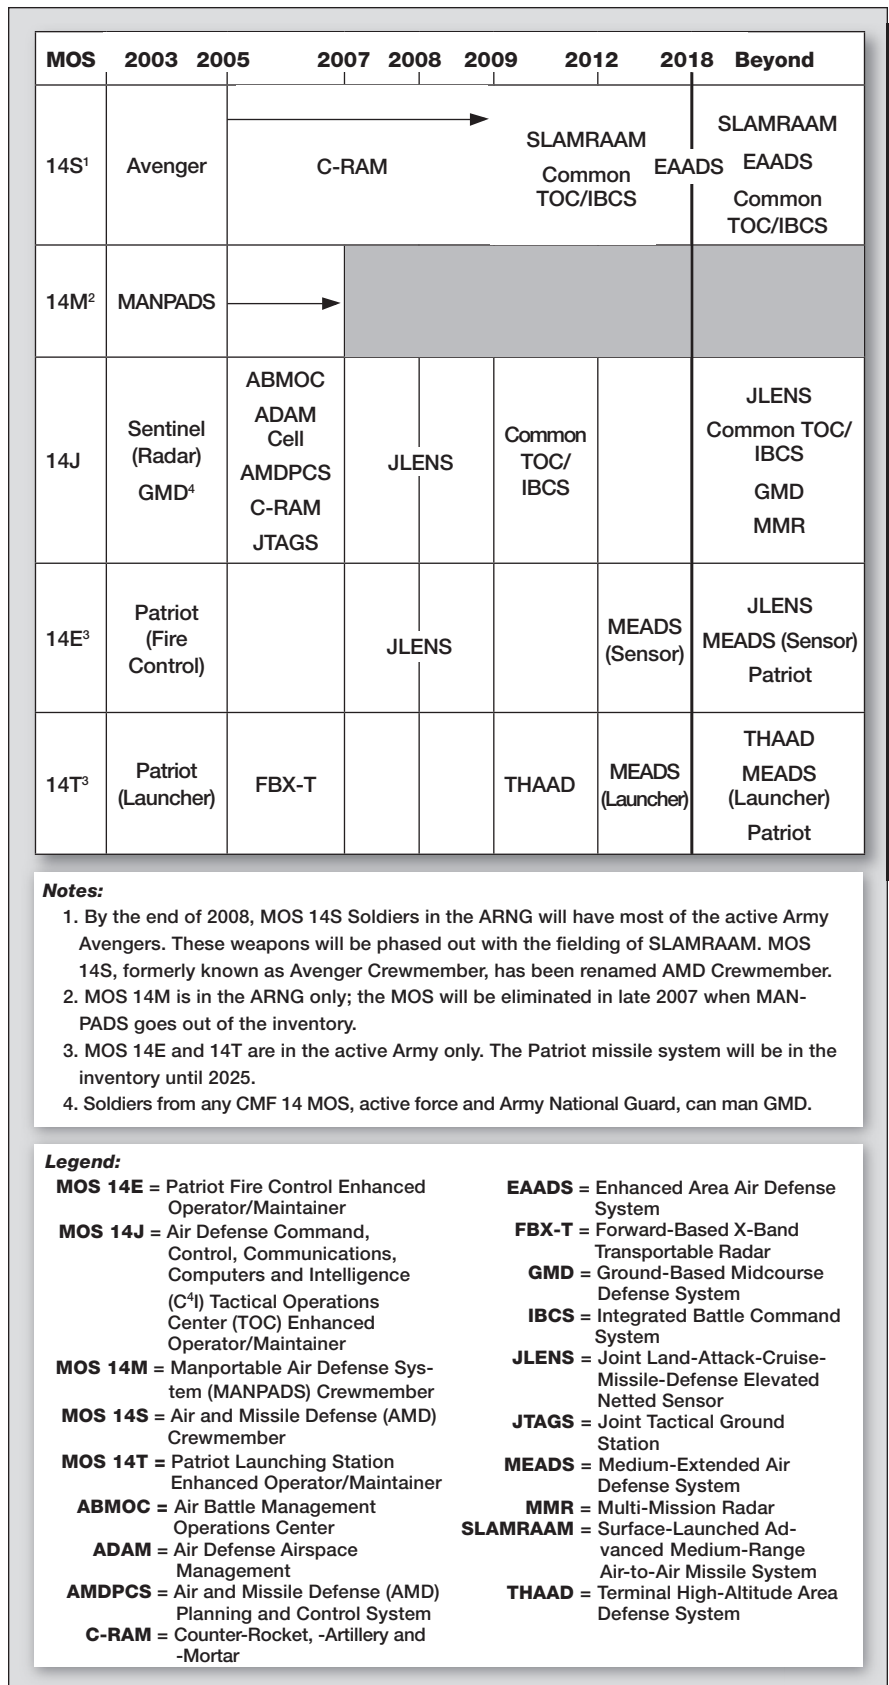 MOS 2003 2005 2007 2008 2009 2012 2018 Beyond
14S¹ Avenger C-RAM SLAMRAAM
Common
TOC/IBCS EAADS SLAMRAAM
EAADS
Common
TOC/IBCS
14M² MANPADS
14J Sentinel
(Radar)
GMD⁴
ABMOC
ADAM
Cell
AMDPCS
C-RAM
JTAGS
JLENS
Common
TOC/
IBCS
JLENS
Common TOC/
IBCS
GMD
MMR
14E³ Patriot
(Fire
Control)
JLENS
MEADS
(Sensor)
JLENS
MEADS (Sensor)
Patriot
14T³ Patriot
(Launcher)
FBX-T
THAAD
MEADS
(Launcher)
THAAD
MEADS
(Launcher)
Patriot
Notes:
1. By the end of 2008, MOS 14S Soldiers in the ARNG will have most of the active Army
Avengers. These weapons will be phased out with the fielding of SLAMRAAM. MOS
14S, formerly known as Avenger Crewmember, has been renamed AMD Crewmember.
2. MOS 14M is in the ARNG only; the MOS will be eliminated in late 2007 when MAN-
PADS goes out of the inventory.
3. MOS 14E and 14T are in the active Army only. The Patriot missile system will be in the
inventory until 2025.
4. Soldiers from any CMF 14 MOS, active force and Army National Guard, can man GMD.
Legend:
MOS 14E = Patriot Fire Control Enhanced
Operator/Maintainer
MOS 14J = Air Defense Command,
Control, Communications,
Computers and Intelligence
(C⁴I) Tactical Operations
Center (TOC) Enhanced
Operator/Maintainer
MOS 14M = Manportable Air Defense Sys-
tem (MANPADS) Crewmember
MOS 14S = Air and Missile Defense (AMD)
Crewmember
MOS 14T = Patriot Launching Station
Enhanced Operator/Maintainer
ABMOC = Air Battle Management
Operations Center
ADAM = Air Defense Airspace
Management
AMDPCS = Air and Missile Defense (AMD)
Planning and Control System
C-RAM = Counter-Rocket, -Artillery and
-Mortar
EAADS = Enhanced Area Air Defense
System
FBX-T = Forward-Based X-Band
Transportable Radar
GMD = Ground-Based Midcourse
Defense System
IBCS = Integrated Battle Command
System
JLENS = Joint Land-Attack-Cruise-
Missile-Defense Elevated
Netted Sensor
JTAGS = Joint Tactical Ground
Station
MEADS = Medium-Extended Air
Defense System
MMR = Multi-Mission Radar
SLAMRAAM = Surface-Launched Ad-
vanced Medium-Range
Air-to-Air Missile System
THAAD = Terminal High-Altitude Area
Defense System